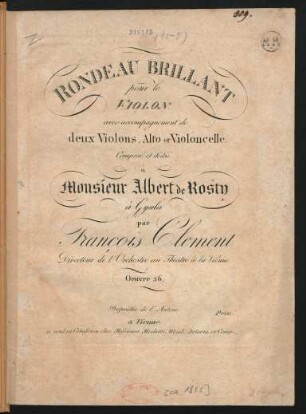 RONDEAU BRILLANT
pour le
VIOLON
avec accompagnement de
deux Violons, Alto et Violoncelle
Composé et dédié
à
Monsieur Albert de Rosty
à Gyula
par
François Clement
Directeur de l'Orchestre au Théâtre à la Vienne
Oeuvre 36.
Propriété de l'Auteur
Prix
à Vienne